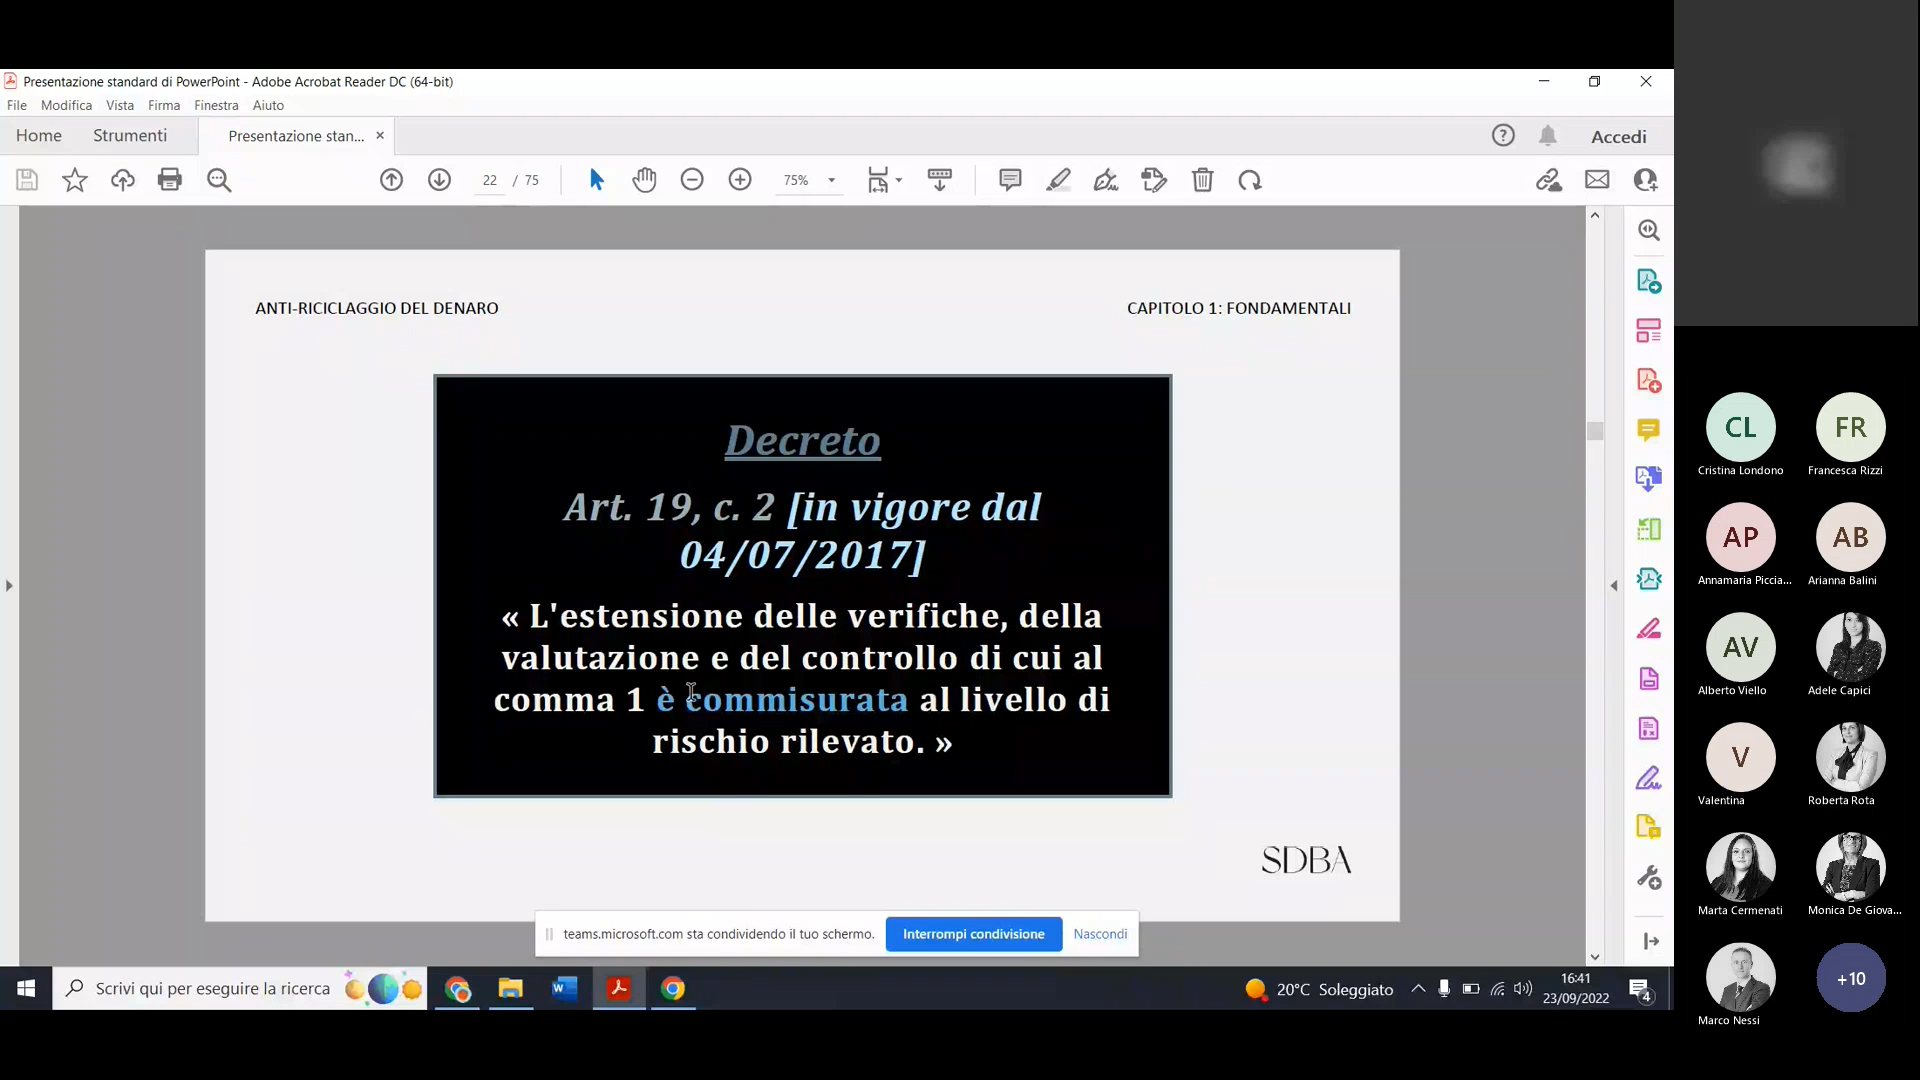 Presentazione standard di PowerPoint - Adobe Acrobat Reader DC (64-bit)
File Modifica Vista Firma Finestra Aiuto
Home Strumenti Presentazione stan... × Accedi
22 / 75 75%
ANTI-RICICLAGGIO DEL DENARO
CAPITOLO 1: FONDAMENTALI
Decreto
Art. 19, c. 2 [in vigore dal
04/07/2017]
« L'estensione delle verifiche, della
valutazione e del controllo di cui al
comma 1 è commisurata al livello di
rischio rilevato. »
SDBA
teams.microsoft.com sta condividendo il tuo schermo. Interrompi condivisione Nascondi
Scrivi qui per eseguire la ricerca
20°C Soleggiato
16:41
23/09/2022
4
CL FR
Cristina Londono Francesca Rizzi
AP AB
Annamaria Piccia... Arianna Balini
AV
Alberto Viello Adele Capici
V
Valentina Roberta Rota
Marta Cermenati Monica De Giova...
+10
Marco Nessi